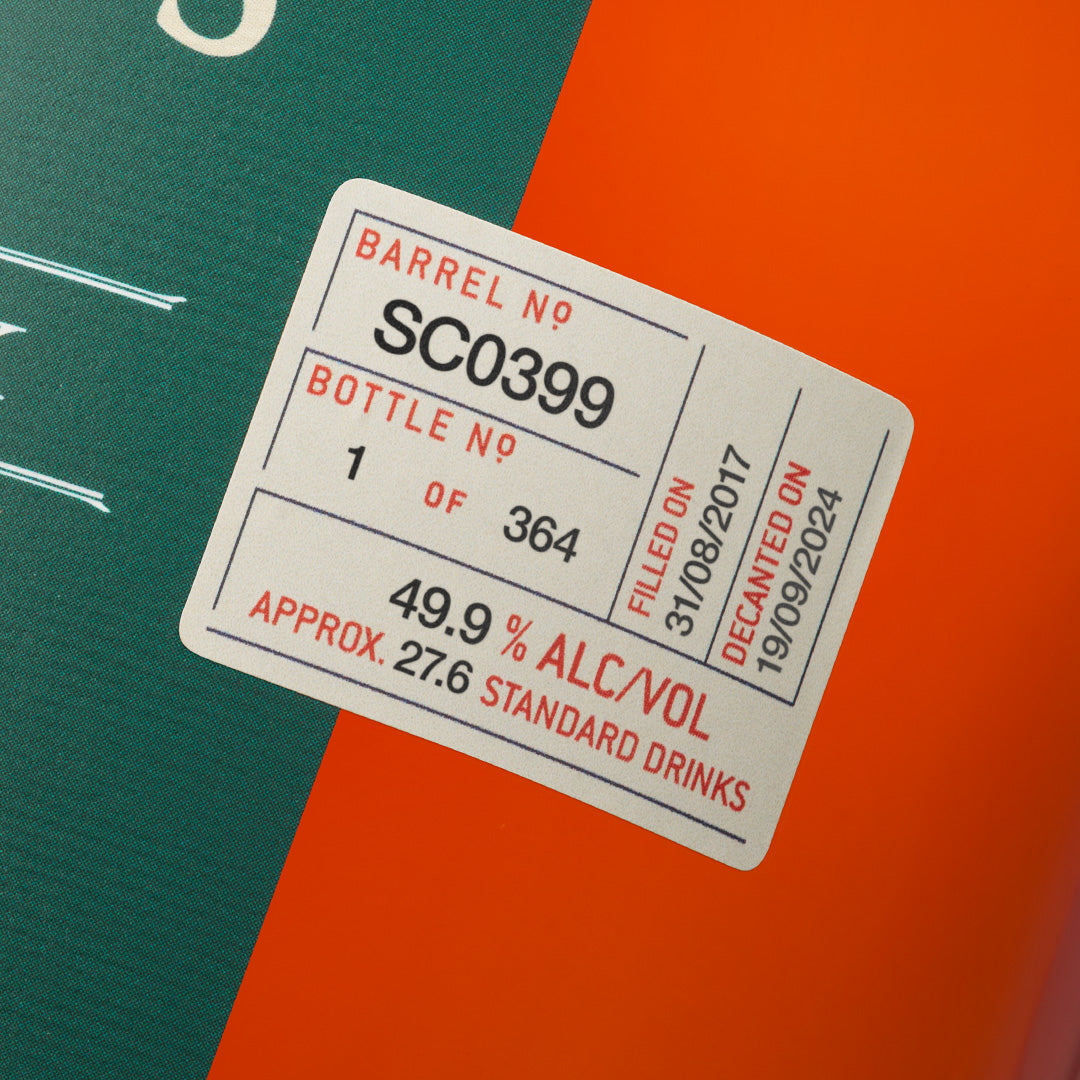 S
BARREL Nº
SC0399
BOTTLE Nº
1 OF 364
FILLED ON
31/08/2017
DECANTED ON
19/09/2024
49.9 % ALC/VOL
APPROX. 27.6 STANDARD DRINKS